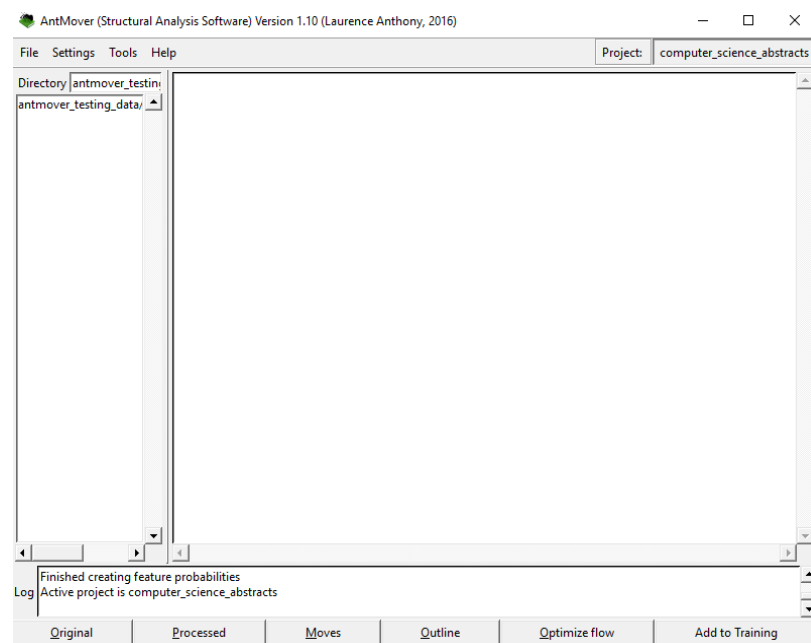 AntMover (Structural Analysis Software) Version 1.10 (Laurence Anthony, 2016)
File Settings Tools Help Project: computer_science_abstracts
Directory antmover_testing
antmover_testing_data/
Finished creating feature probabilities
Log Active project is computer_science_abstracts
Original Processed Moves Outline Optimize flow Add to Training